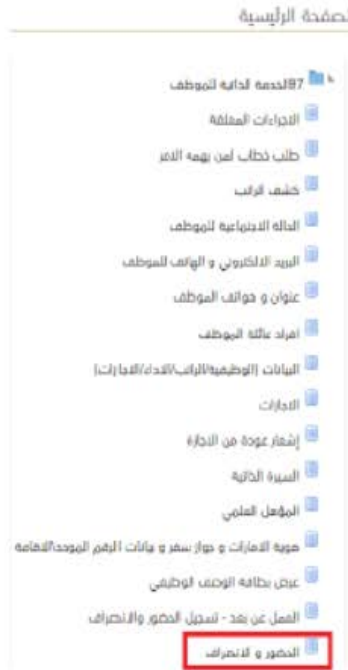 الصفحة الرئيسية
97الخدمة الذاتية للموظف
الاجراءات المعلقة
طلب خطاب لمن يهمه الامر
كشف الراتب
الحالة الاجتماعية للموظف
البريد الالكتروني و الهاتف للموظف
عنوان و هواتف الموظف
افراد عائلة الموظف
البيانات (الوظيفية/الراتب/الاداء/الاجازات)
الاجازات
إشعار عودة من الاجازة
السيرة الذاتية
المؤهل العلمي
هوية الامارات و جواز سفر و بيانات الرقم الموحد/الاقامة
عرض بطاقة الوصف الوظيفي
العمل عن بعد - تسجيل الحضور والانصراف
الحضور و الانصراف